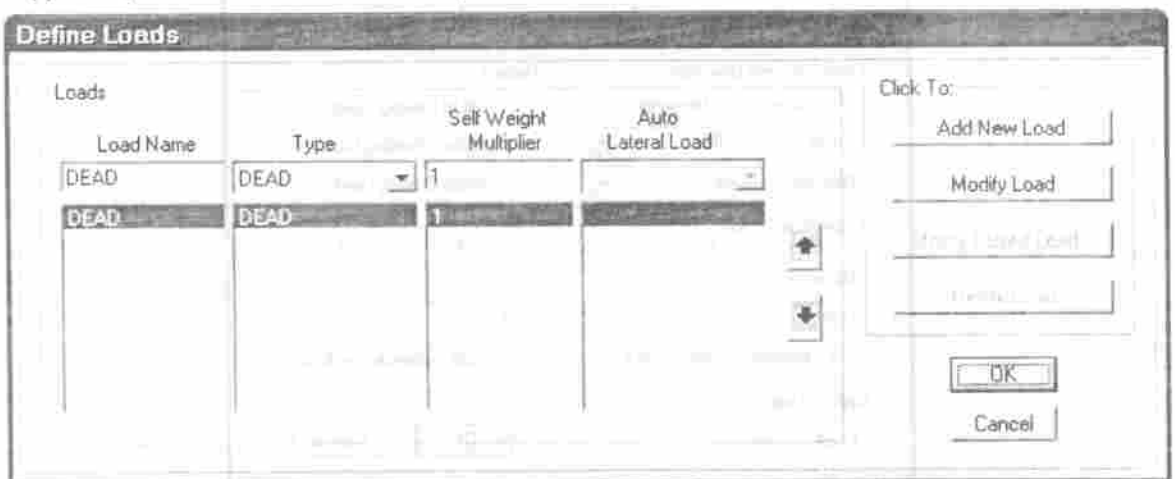 Define Loads
Loads
Click To:
Load Name
Type
Self Weight
Multiplier
Auto
Lateral Load
DEAD
DEAD
1
DEAD
DEAD
1
Add New Load
Modify Load
OK
Cancel